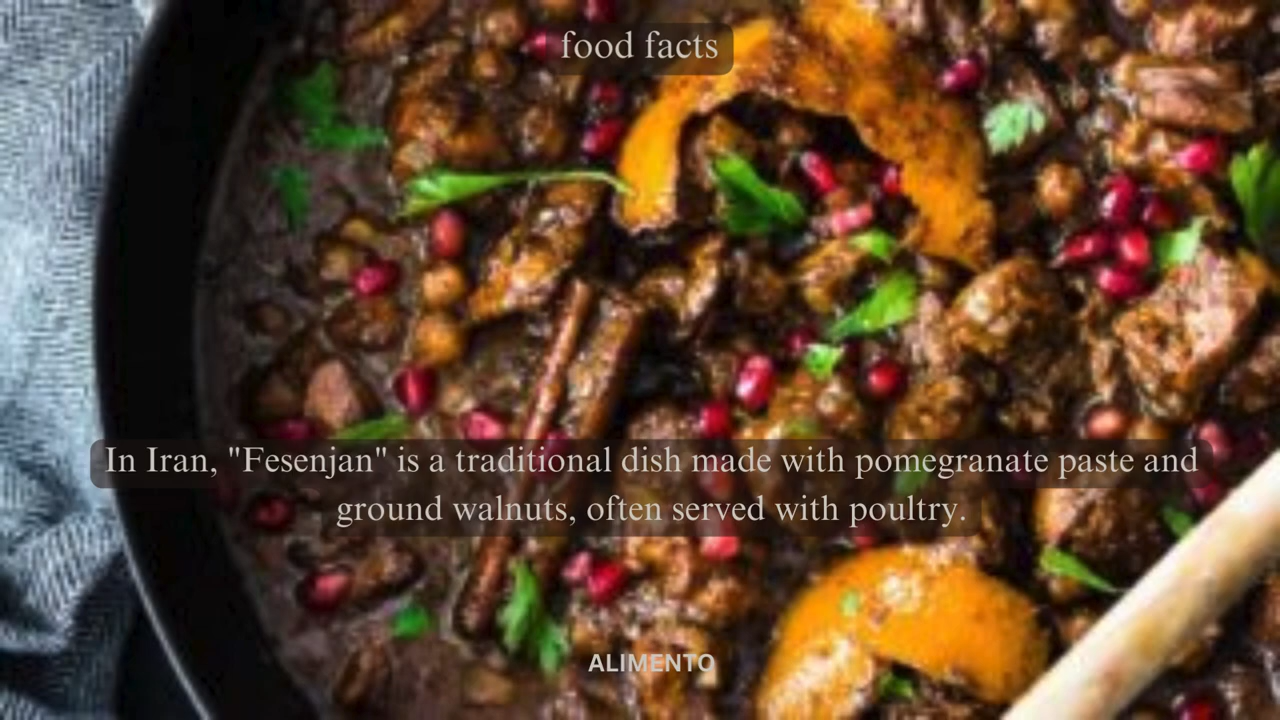 food facts
In Iran, "Fesenjan" is a traditional dish made with pomegranate paste and
ground walnuts, often served with poultry.
ALIMENTO